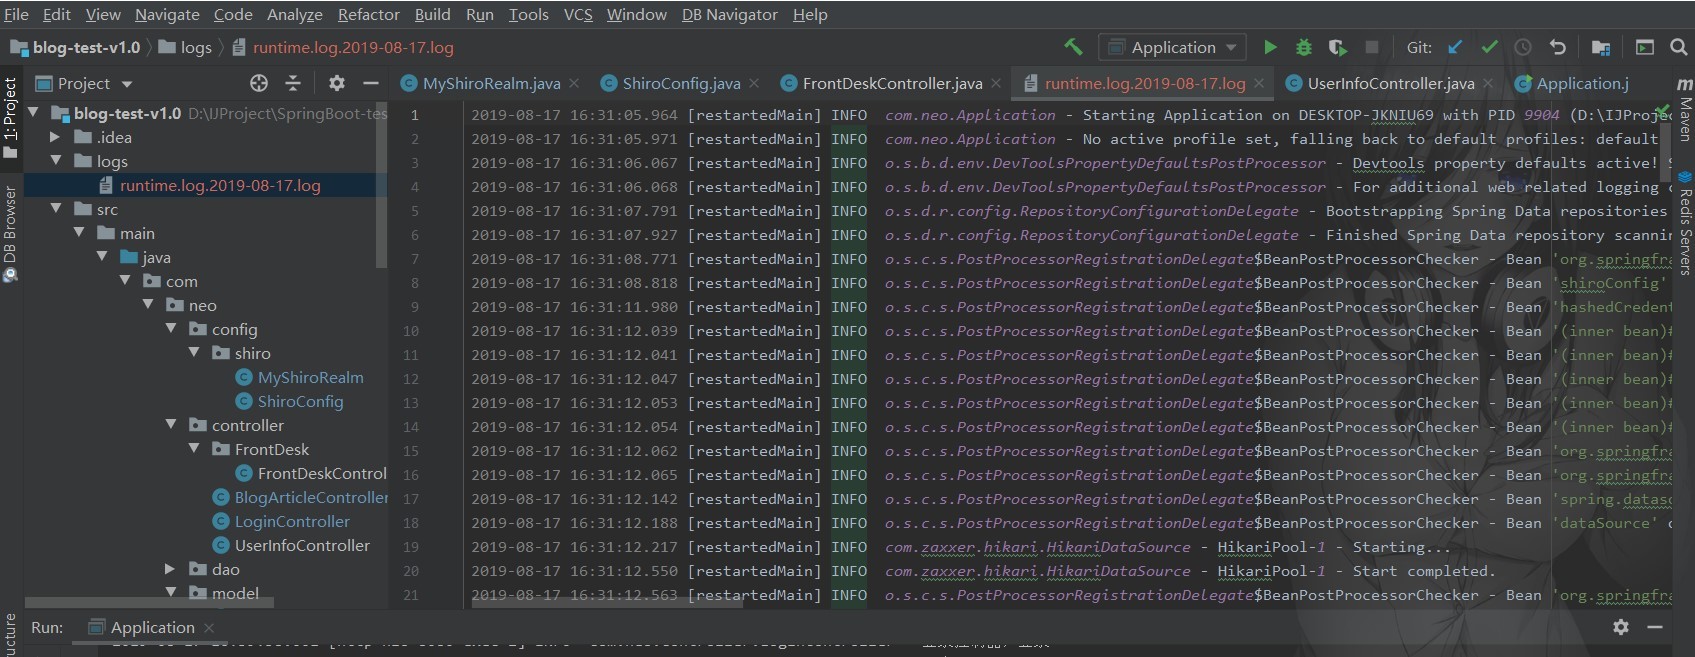 File Edit View Navigate Code Analyze Refactor Build Run Tools VCS Window DB Navigator Help
blog-test-v1.0 logs runtime.log.2019-08-17.log Application Git:
Project MyShiroRealm.java ShiroConfig.java FrontDeskController.java runtime.log.2019-08-17.log UserInfoController.java Application.j
1: Project
DB Browser
ucture
Maven
Redis Servers
blog-test-v1.0 D:\IJProject\SpringBoot-tes
.idea
logs
runtime.log.2019-08-17.log
src
main
java
com
neo
config
shiro
MyShiroRealm
ShiroConfig
controller
FrontDesk
FrontDeskControl
BlogArticleController
LoginController
UserInfoController
dao
model
1 2019-08-17 16:31:05.964 [restartedMain] INFO com.neo.Application - Starting Application on DESKTOP-JKNIU69 with PID 9904 (D:\IJProjec
2 2019-08-17 16:31:05.971 [restartedMain] INFO com.neo.Application - No active profile set, falling back to default profiles: default
3 2019-08-17 16:31:06.067 [restartedMain] INFO o.s.b.d.env.DevToolsPropertyDefaultsPostProcessor - Devtools property defaults active! S
4 2019-08-17 16:31:06.068 [restartedMain] INFO o.s.b.d.env.DevToolsPropertyDefaultsPostProcessor - For additional web related logging c
5 2019-08-17 16:31:07.791 [restartedMain] INFO o.s.d.r.config.RepositoryConfigurationDelegate - Bootstrapping Spring Data repositories
6 2019-08-17 16:31:07.927 [restartedMain] INFO o.s.d.r.config.RepositoryConfigurationDelegate - Finished Spring Data repository scannin
7 2019-08-17 16:31:08.771 [restartedMain] INFO o.s.c.s.PostProcessorRegistrationDelegate$BeanPostProcessorChecker - Bean 'org.springfra
8 2019-08-17 16:31:08.818 [restartedMain] INFO o.s.c.s.PostProcessorRegistrationDelegate$BeanPostProcessorChecker - Bean 'shiroConfig'
9 2019-08-17 16:31:11.980 [restartedMain] INFO o.s.c.s.PostProcessorRegistrationDelegate$BeanPostProcessorChecker - Bean 'hashedCredent
10 2019-08-17 16:31:12.039 [restartedMain] INFO o.s.c.s.PostProcessorRegistrationDelegate$BeanPostProcessorChecker - Bean '(inner bean)#
11 2019-08-17 16:31:12.041 [restartedMain] INFO o.s.c.s.PostProcessorRegistrationDelegate$BeanPostProcessorChecker - Bean '(inner bean)#
12 2019-08-17 16:31:12.047 [restartedMain] INFO o.s.c.s.PostProcessorRegistrationDelegate$BeanPostProcessorChecker - Bean '(inner bean)#
13 2019-08-17 16:31:12.053 [restartedMain] INFO o.s.c.s.PostProcessorRegistrationDelegate$BeanPostProcessorChecker - Bean '(inner bean)#
14 2019-08-17 16:31:12.054 [restartedMain] INFO o.s.c.s.PostProcessorRegistrationDelegate$BeanPostProcessorChecker - Bean '(inner bean)#
15 2019-08-17 16:31:12.062 [restartedMain] INFO o.s.c.s.PostProcessorRegistrationDelegate$BeanPostProcessorChecker - Bean 'org.springfra
16 2019-08-17 16:31:12.065 [restartedMain] INFO o.s.c.s.PostProcessorRegistrationDelegate$BeanPostProcessorChecker - Bean 'org.springfra
17 2019-08-17 16:31:12.142 [restartedMain] INFO o.s.c.s.PostProcessorRegistrationDelegate$BeanPostProcessorChecker - Bean 'spring.dataso
18 2019-08-17 16:31:12.188 [restartedMain] INFO o.s.c.s.PostProcessorRegistrationDelegate$BeanPostProcessorChecker - Bean 'dataSource' o
19 2019-08-17 16:31:12.217 [restartedMain] INFO com.zaxxer.hikari.HikariDataSource - HikariPool-1 - Starting...
20 2019-08-17 16:31:12.550 [restartedMain] INFO com.zaxxer.hikari.HikariDataSource - HikariPool-1 - Start completed.
21 2019-08-17 16:31:12.563 [restartedMain] INFO o.s.c.s.PostProcessorRegistrationDelegate$BeanPostProcessorChecker - Bean 'org.springfra
Run: Application